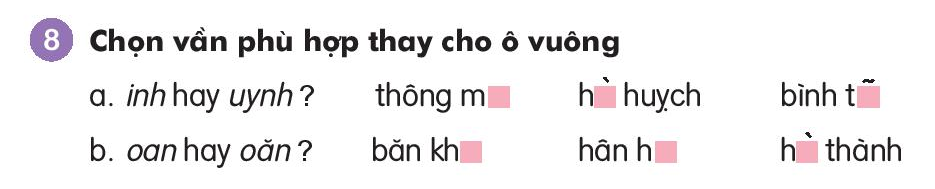 8 Chọn vần phù hợp thay cho ô vuông
a. inh hay uynh ? thông m□ h□̀ huỵch bình t□̃
b. oan hay oăn ? băn kh□ hân h□ h□̀ thành